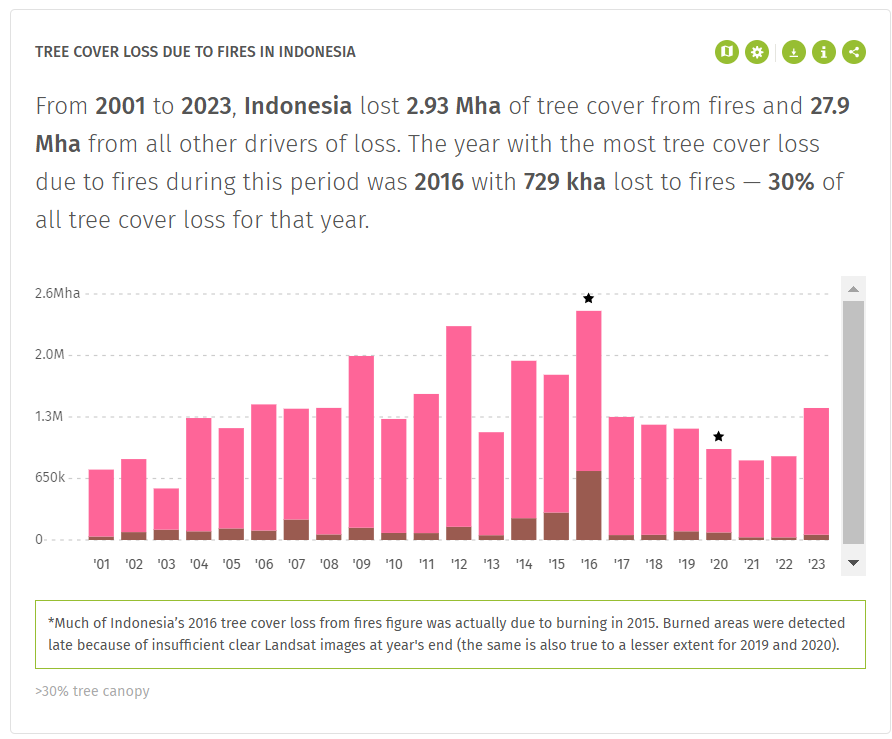 TREE COVER LOSS DUE TO FIRES IN INDONESIA
From 2001 to 2023, Indonesia lost 2.93 Mha of tree cover from fires and 27.9
Mha from all other drivers of loss. The year with the most tree cover loss
due to fires during this period was 2016 with 729 kha lost to fires — 30% of
all tree cover loss for that year.
2.6Mha
2.0M
1.3M
650k
0
'01 '02 '03 '04 '05 '06 '07 '08 '09 '10 '11 '12 '13 '14 '15 '16 '17 '18 '19 '20 '21 '22 '23
*Much of Indonesia's 2016 tree cover loss from fires figure was actually due to burning in 2015. Burned areas were detected
late because of insufficient clear Landsat images at year's end (the same is also true to a lesser extent for 2019 and 2020).
>30% tree canopy